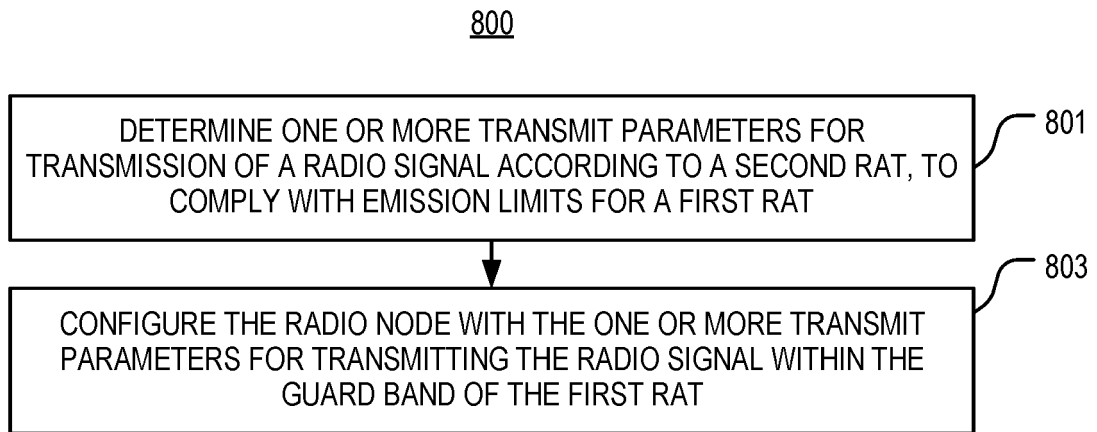 800
DETERMINE ONE OR MORE TRANSMIT PARAMETERS FOR
TRANSMISSION OF A RADIO SIGNAL ACCORDING TO A SECOND RAT, TO
COMPLY WITH EMISSION LIMITS FOR A FIRST RAT
801
CONFIGURE THE RADIO NODE WITH THE ONE OR MORE TRANSMIT
PARAMETERS FOR TRANSMITTING THE RADIO SIGNAL WITHIN THE
GUARD BAND OF THE FIRST RAT
803